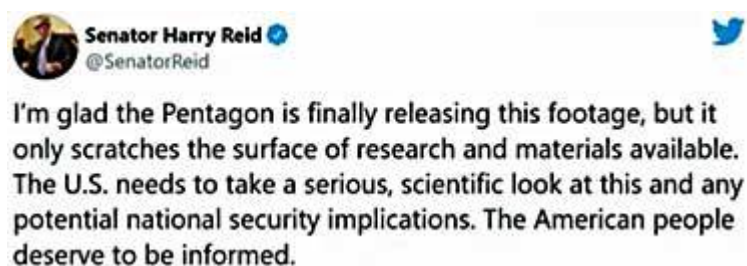 Senator Harry Reid
@SenatorReid
I'm glad the Pentagon is finally releasing this footage, but it
only scratches the surface of research and materials available.
The U.S. needs to take a serious, scientific look at this and any
potential national security implications. The American people
deserve to be informed.